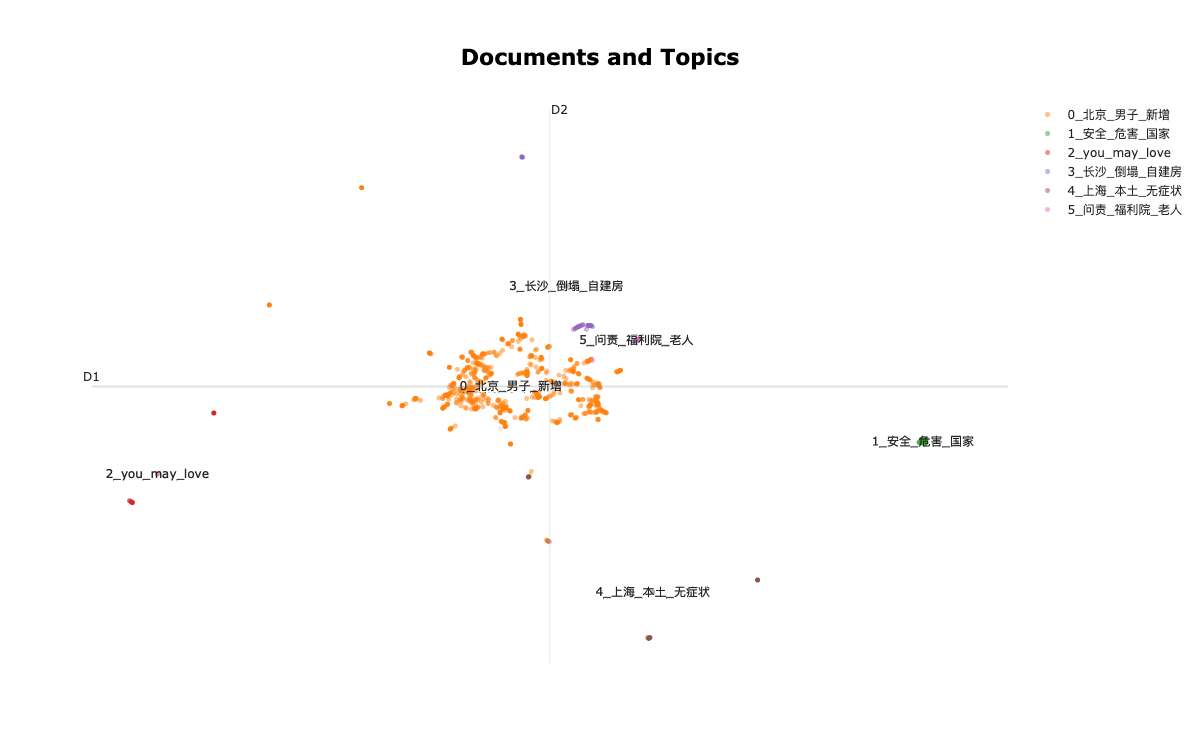 Documents and Topics
D2
0_北京_男子_新增
1_安全_危害_国家
2_you_may_love
3_长沙_倒塌_自建房
4_上海_本土_无症状
5_问责_福利院_老人
3_长沙_倒塌_自建房
5_问责_福利院_老人
D1
0_北京_男子_新增
1_安全_危害_国家
2_you_may_love
4_上海_本土_无症状